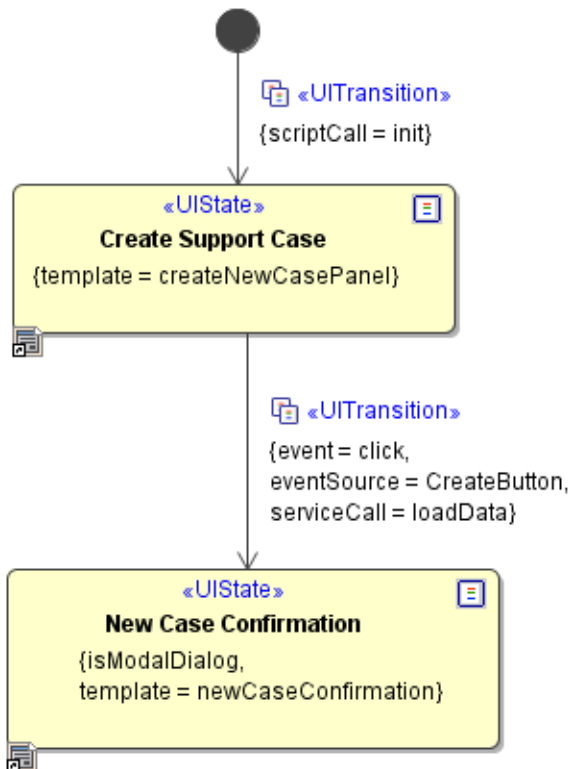 «UITransition»
{scriptCall = init}
«UIState»
Create Support Case
{template = createNewCasePanel}
«UITransition»
{event = click,
eventSource = CreateButton,
serviceCall = loadData}
«UIState»
New Case Confirmation
{isModalDialog,
template = newCaseConfirmation}